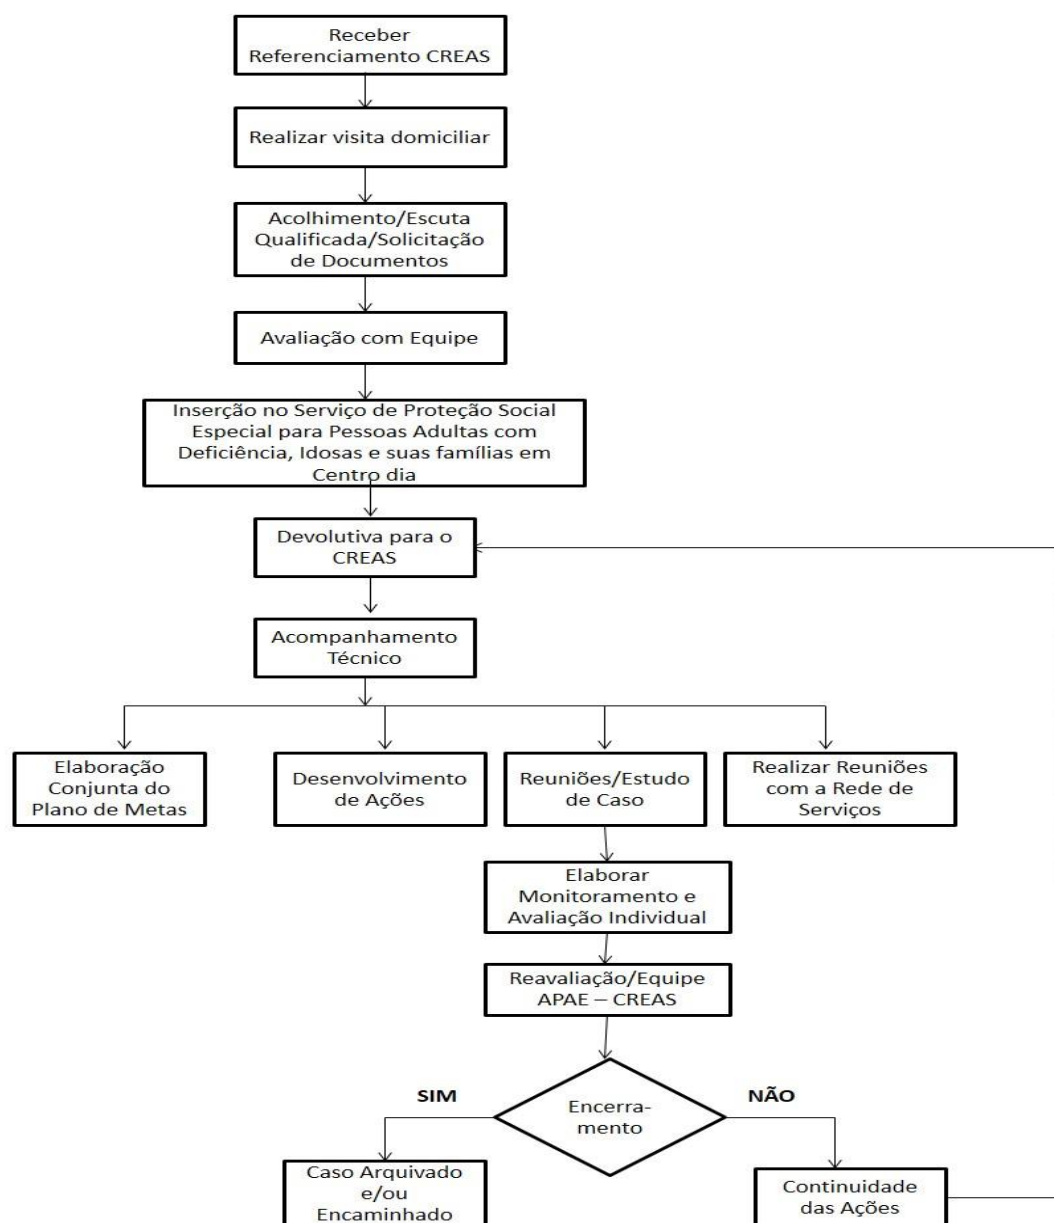 Receber
Referenciamento CREAS
Realizar visita domiciliar
Acolhimento/Escuta
Qualificada/Solicitação
de Documentos
Avaliação com Equipe
Inserção no Serviço de Proteção Social
Especial para Pessoas Adultas com
Deficiência, Idosas e suas famílias em
Centro dia
Devolutiva para o
CREAS
Acompanhamento
Técnico
Elaboração
Conjunta do
Plano de Metas
Desenvolvimento
de Ações
Reuniões/Estudo
de Caso
Realizar Reuniões
com a Rede de
Serviços
Elaborar
Monitoramento e
Avaliação Individual
Reavaliação/Equipe
APAE – CREAS
SIM
Encerra-
mento
NÃO
Caso Arquivado
e/ou
Encaminhado
Continuidade
das Ações